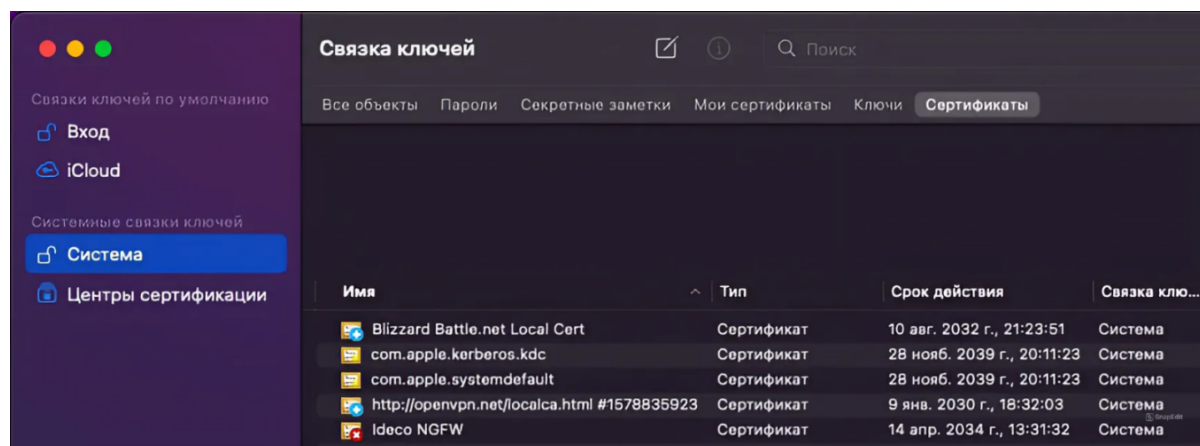 Связка ключей
Поиск
Связки ключей по умолчанию
Вход
iCloud
Системные связки ключей
Система
Центры сертификации
Все объекты Пароли Секретные заметки Мои сертификаты Ключи Сертификаты
Имя Тип Срок действия Связка клю...
Blizzard Battle.net Local Cert Сертификат 10 авг. 2032 г., 21:23:51 Система
com.apple.kerberos.kdc Сертификат 28 нояб. 2039 г., 20:11:23 Система
com.apple.systemdefault Сертификат 28 нояб. 2039 г., 20:11:23 Система
http://openvpn.net/localca.html #1578835923 Сертификат 9 янв. 2030 г., 18:32:03 Система
Ideco NGFW Сертификат 14 апр. 2034 г., 13:31:32 Система